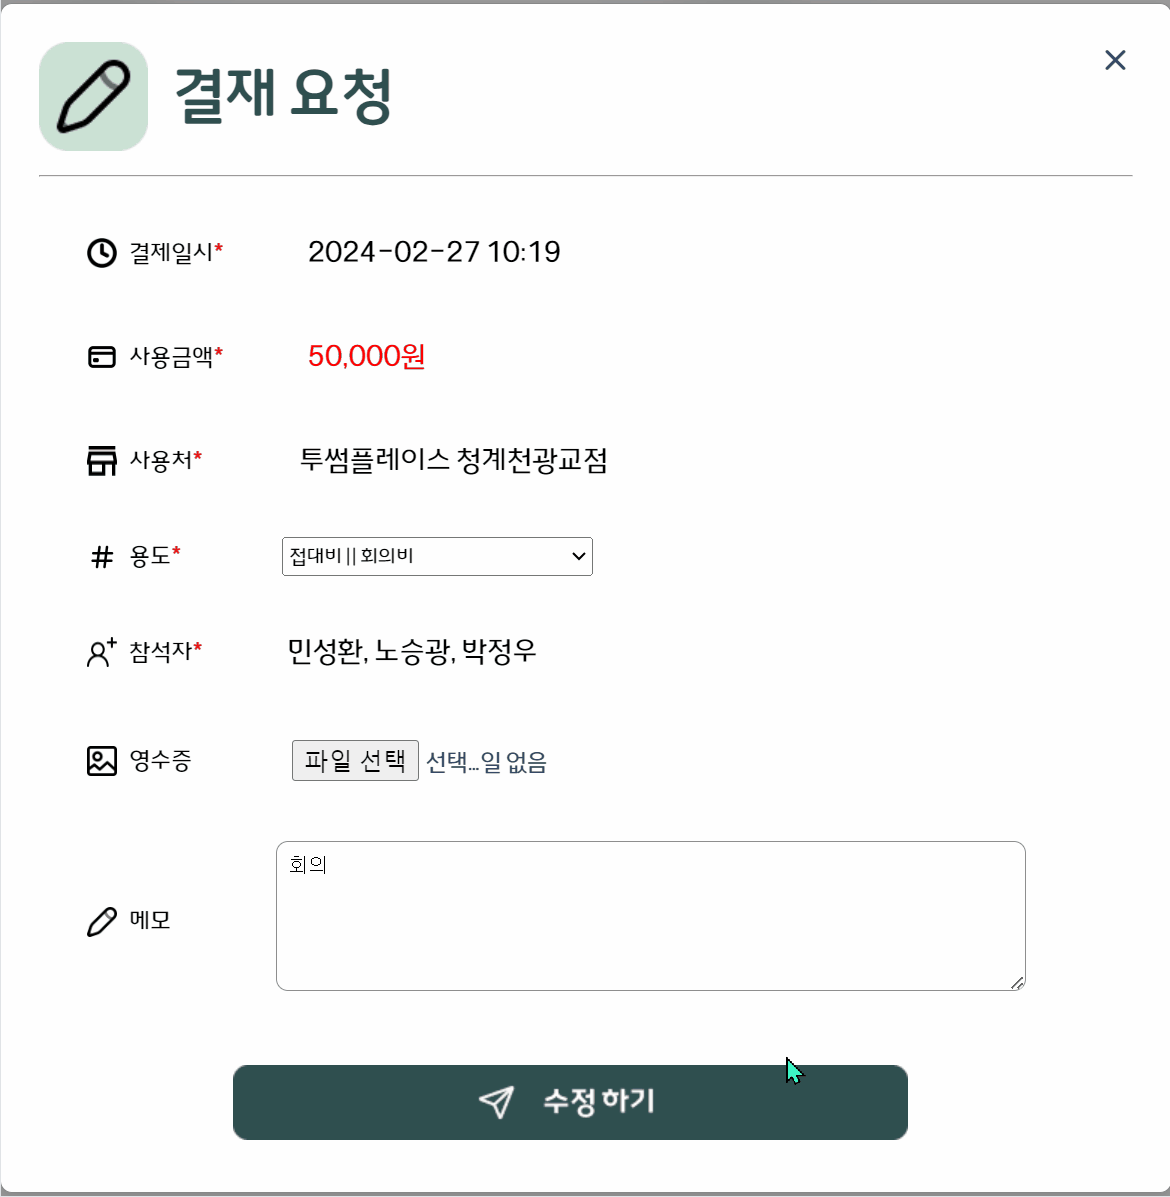 결재 요청
결제일시* 2024-02-27 10:19
사용금액* 50,000원
사용처* 투썸플레이스 청계천광교점
# 용도* 접대비 || 회의비
참석자* 민성환, 노승광, 박정우
영수증 파일 선택 선택...일 없음
회의
메모
수정 하기